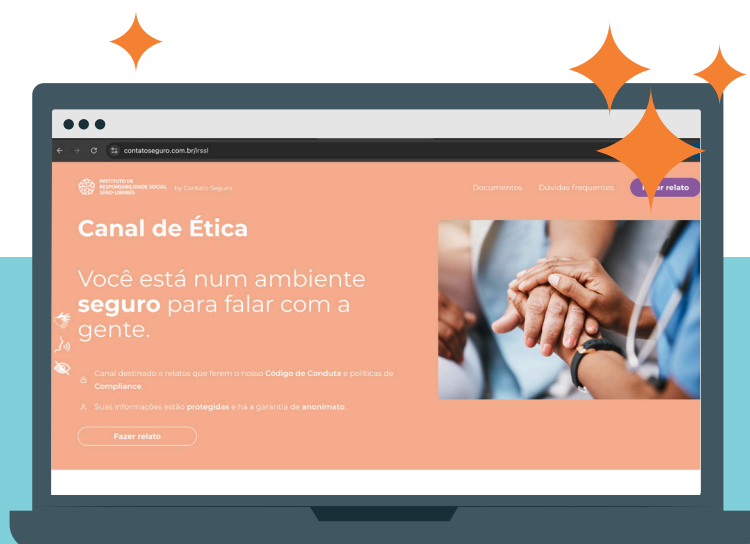 contatoseguro.com.br/irssl
INSTITUTO DE
RESPONSABILIDADE SOCIAL
SÍRIO-LIBANÊS
by Contato Seguro
Documentos
Dúvidas frequentes
relato
Canal de Ética
Você está num ambiente
seguro para falar com a
gente.
Canal destinado a relatos que ferem o nosso Código de Conduta e políticas de
Compliance.
Suas informações estão protegidas e há a garantia de anonimato.
Fazer relato